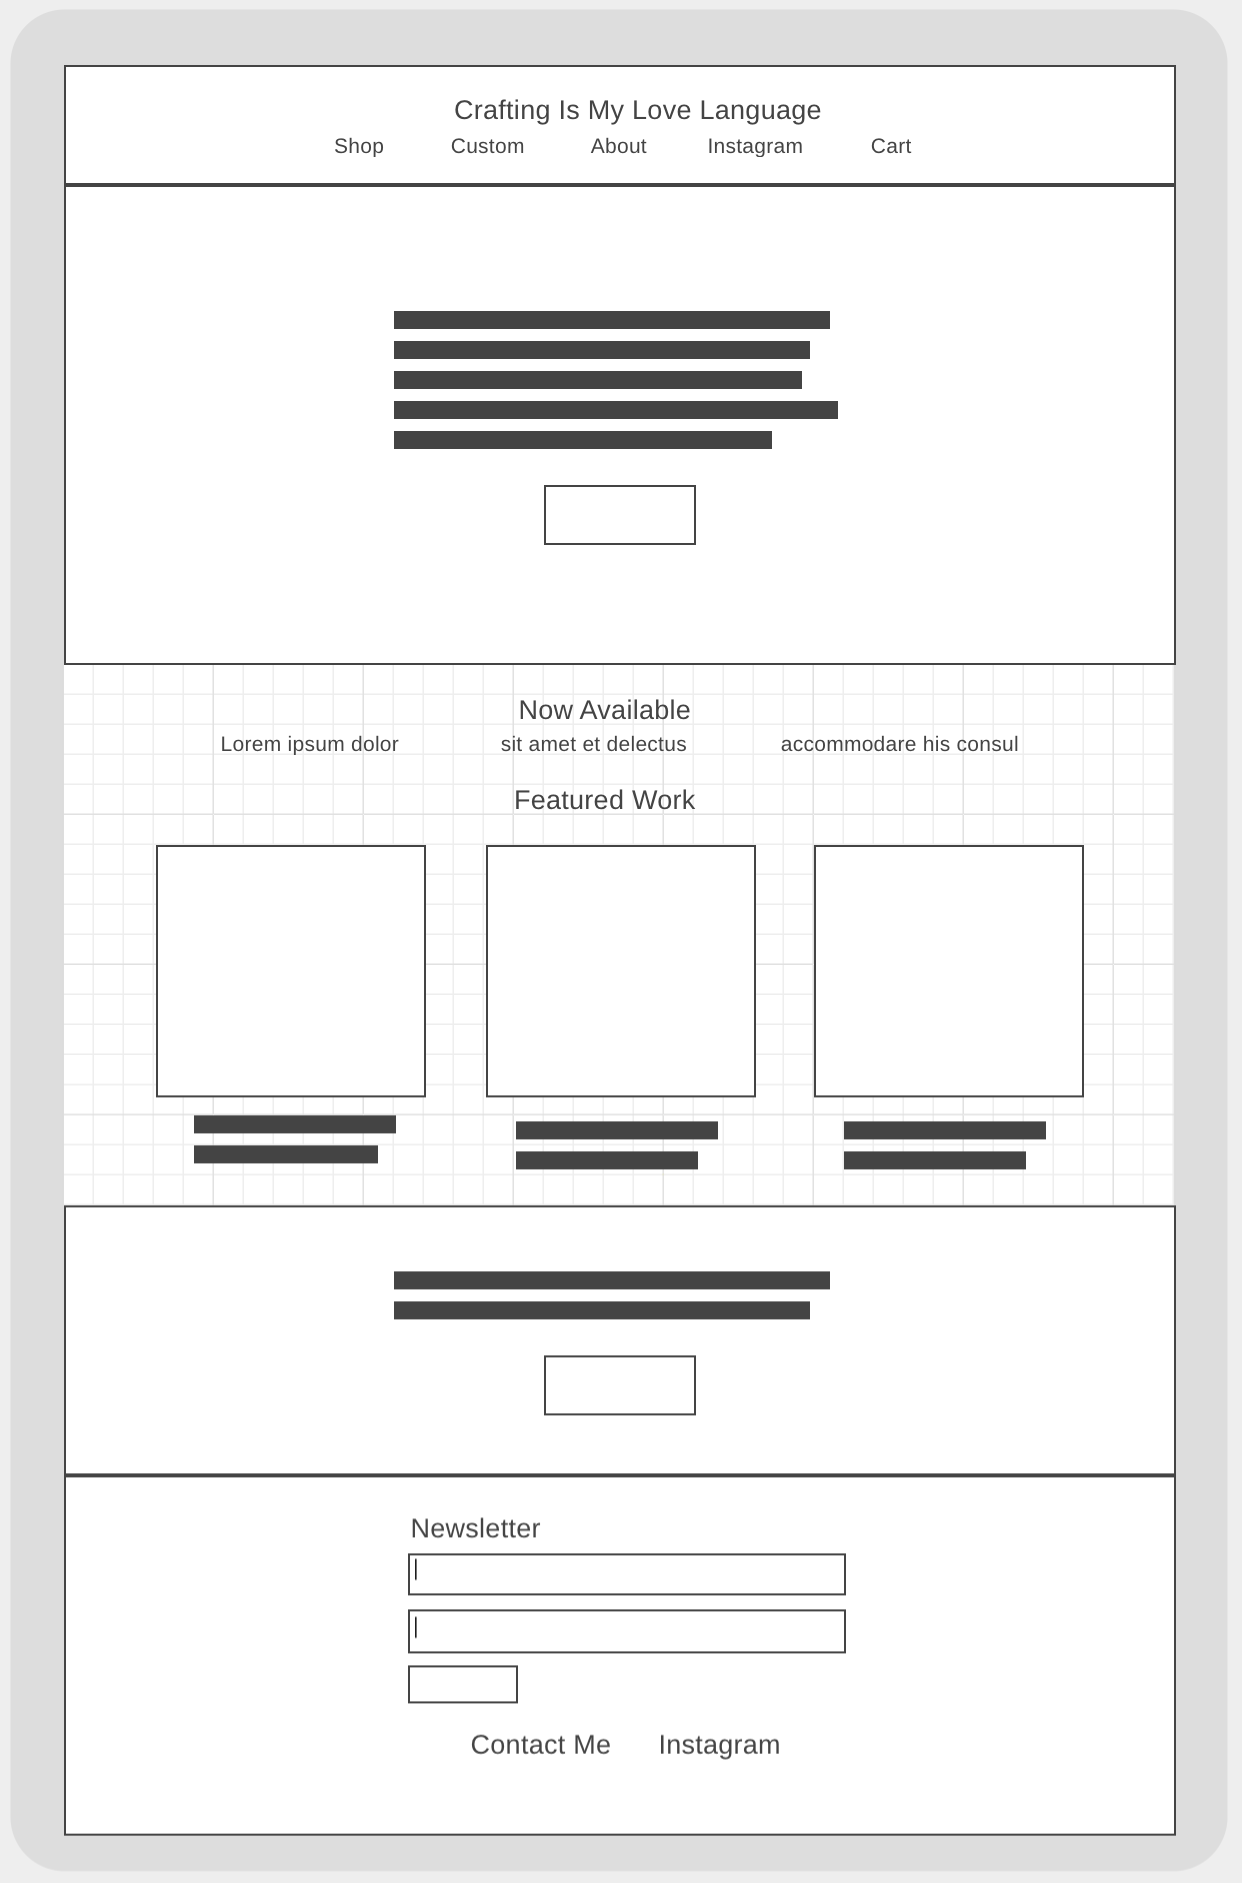 Crafting Is My Love Language
Shop Custom About Instagram Cart
Now Available
Lorem ipsum dolor sit amet et delectus accommodare his consul
Featured Work
Newsletter
Contact Me Instagram